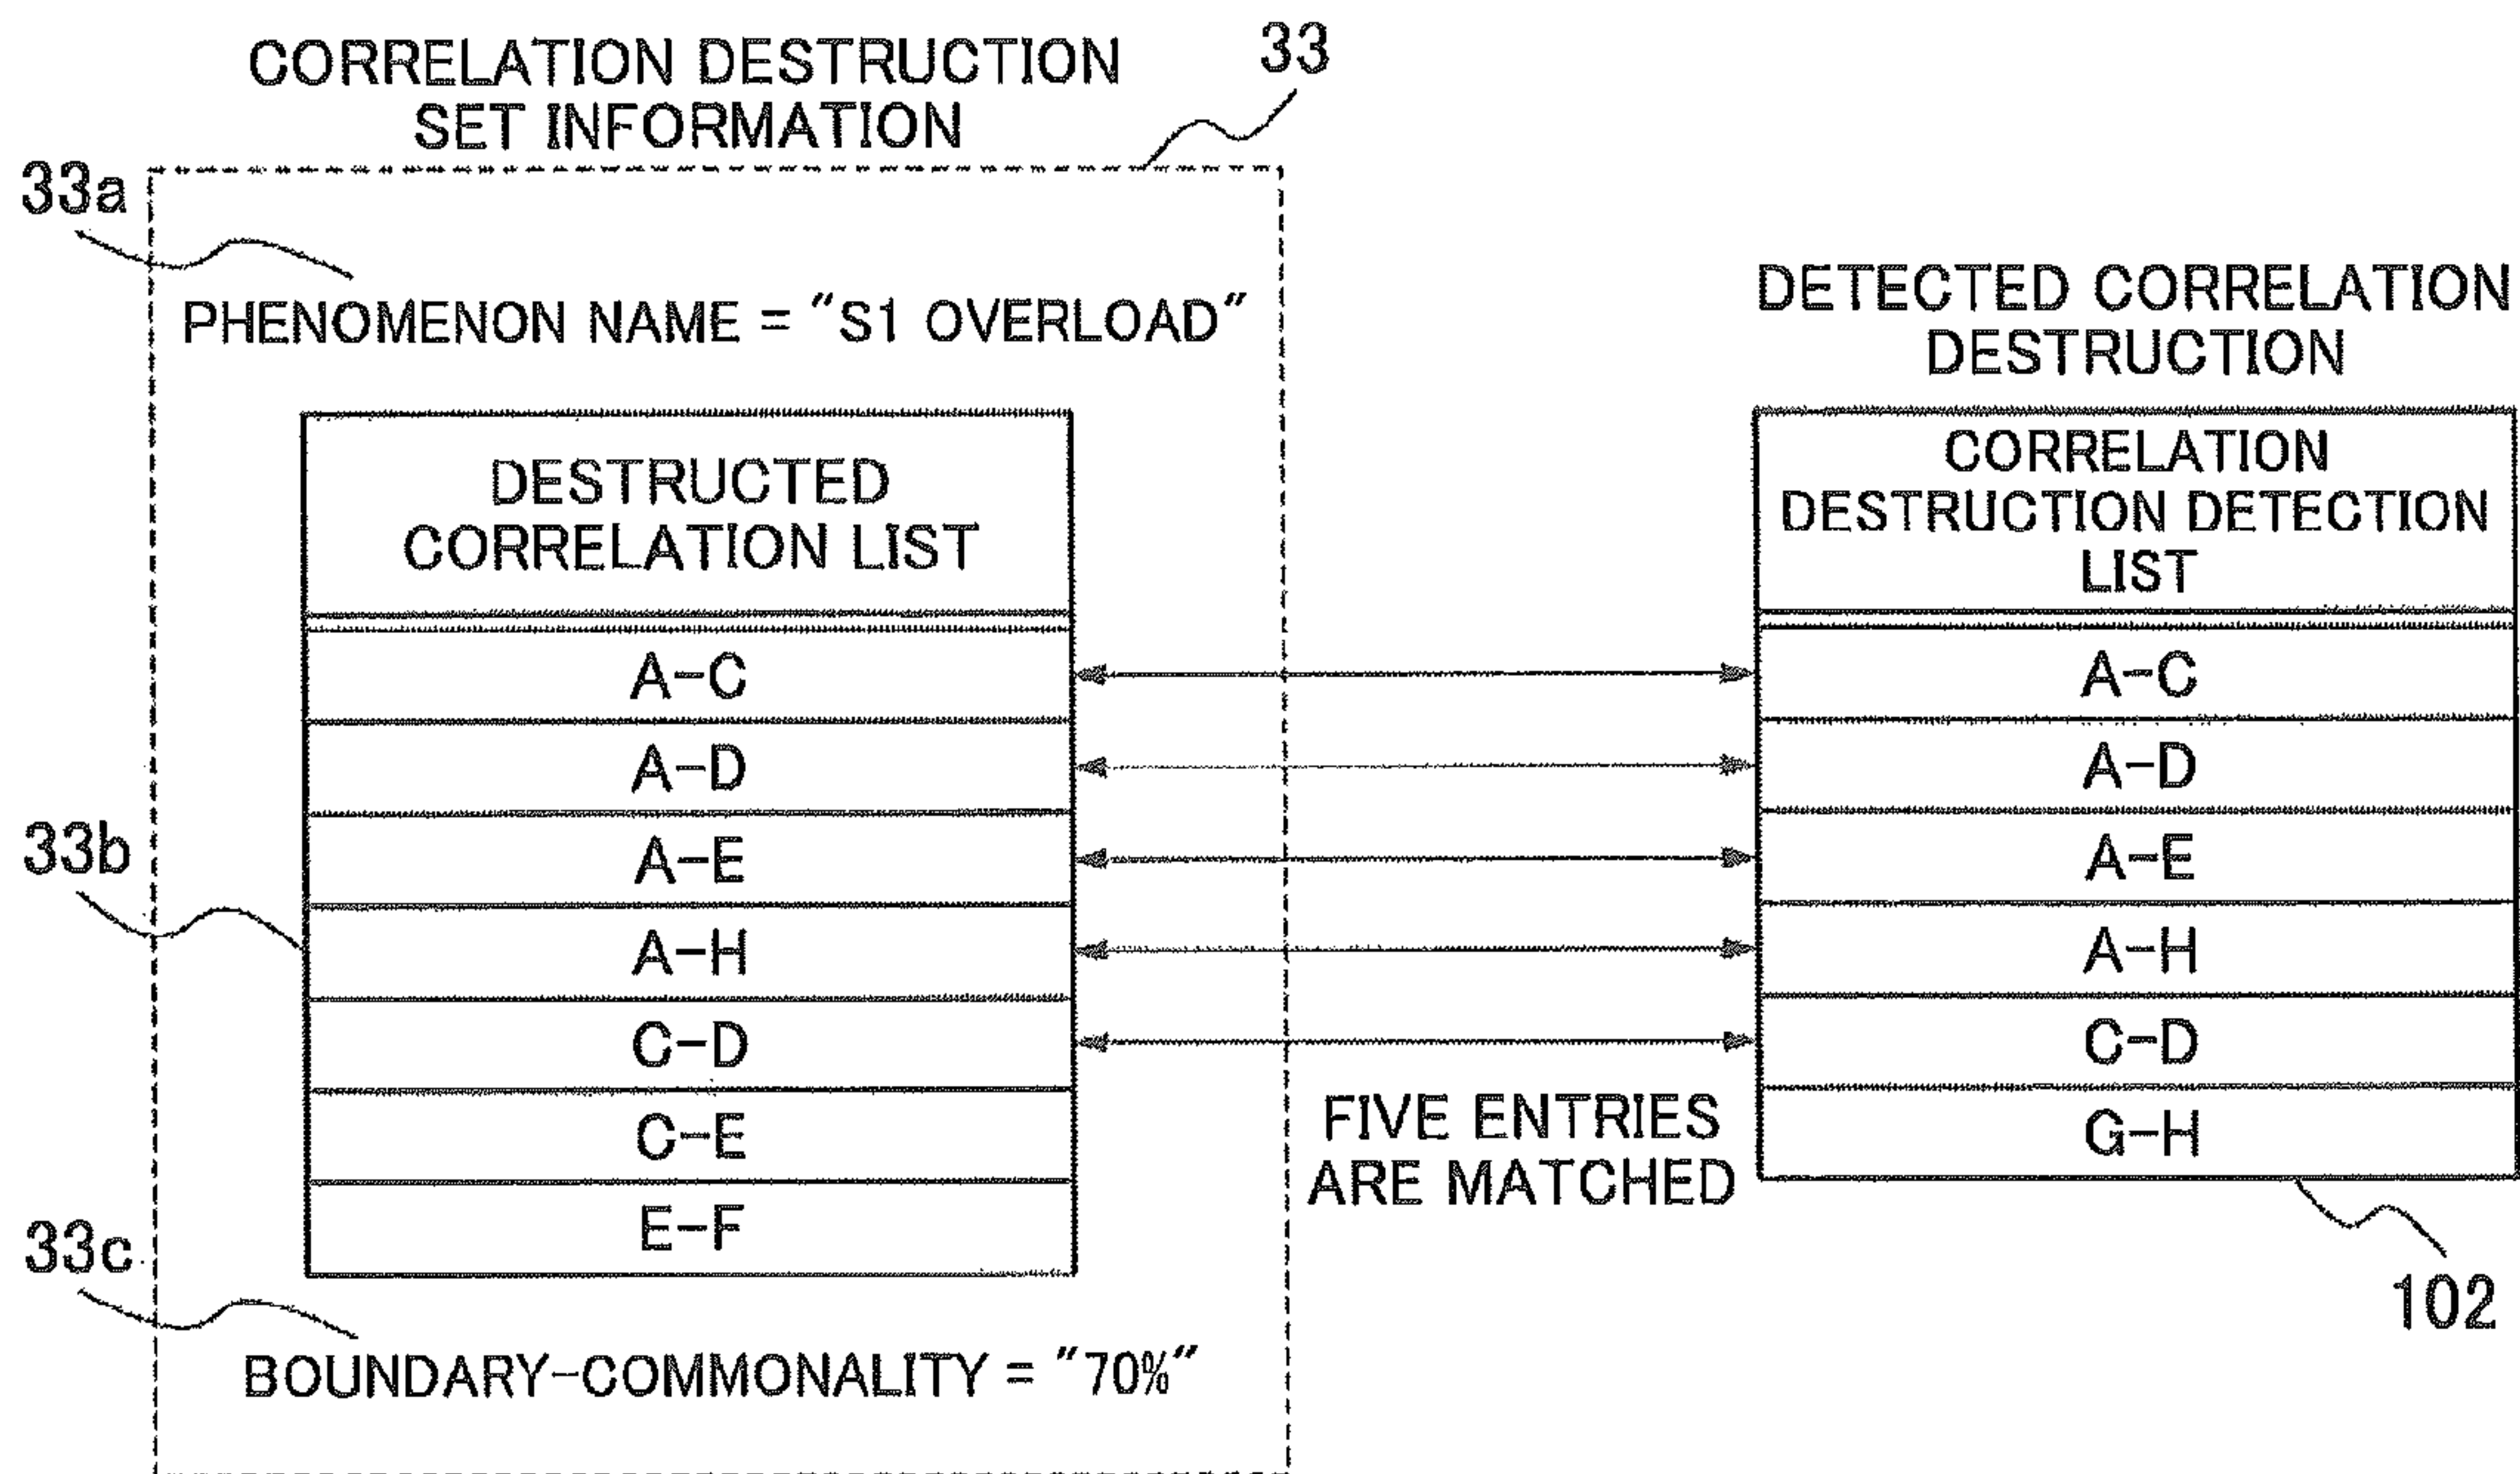 CORRELATION DESTRUCTION
SET INFORMATION
33
33a
PHENOMENON NAME = "S1 OVERLOAD"
DESTRUCTED
CORRELATION LIST
A-C
A-D
A-E
33b
A-H
C-D
C-E
E-F
33c
BOUNDARY-COMMONALITY = "70%"
FIVE ENTRIES
ARE MATCHED
DETECTED CORRELATION
DESTRUCTION
CORRELATION
DESTRUCTION DETECTION
LIST
A-C
A-D
A-E
A-H
C-D
G-H
102